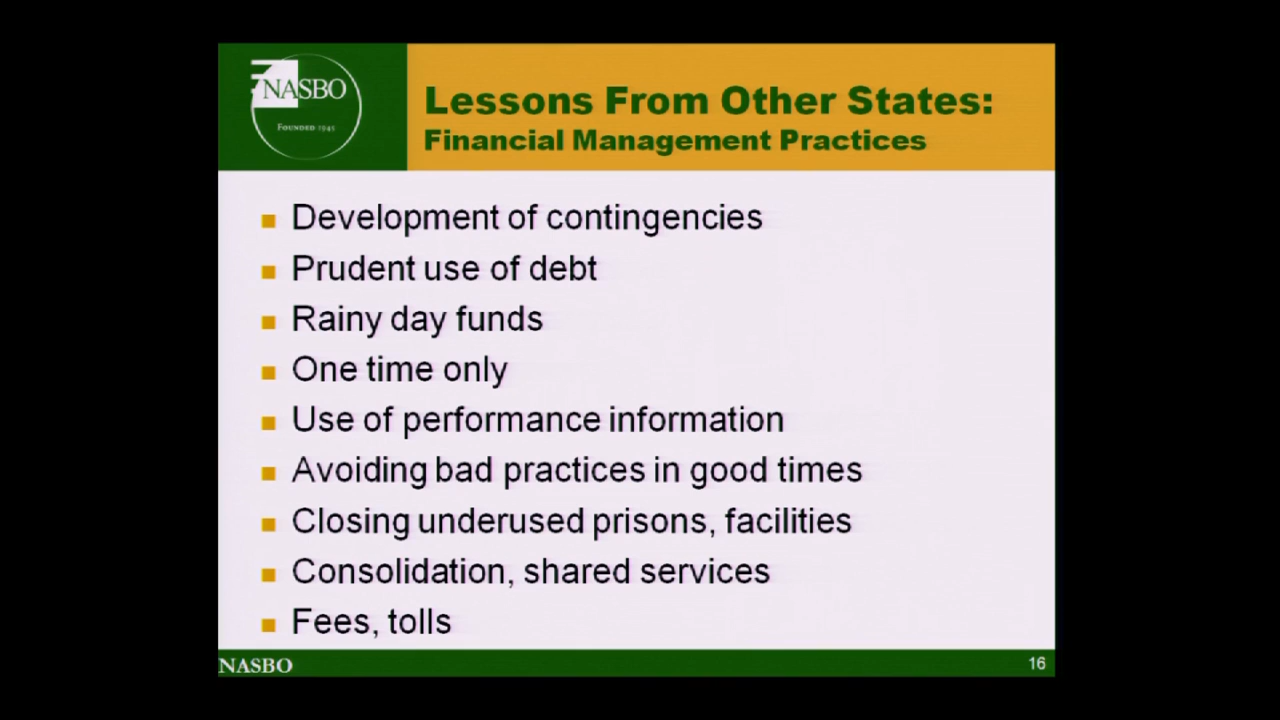 NASBO
FOUNDED 1945
Lessons From Other States:
Financial Management Practices
Development of contingencies
Prudent use of debt
Rainy day funds
One time only
Use of performance information
Avoiding bad practices in good times
Closing underused prisons, facilities
Consolidation, shared services
Fees, tolls
NASBO
16